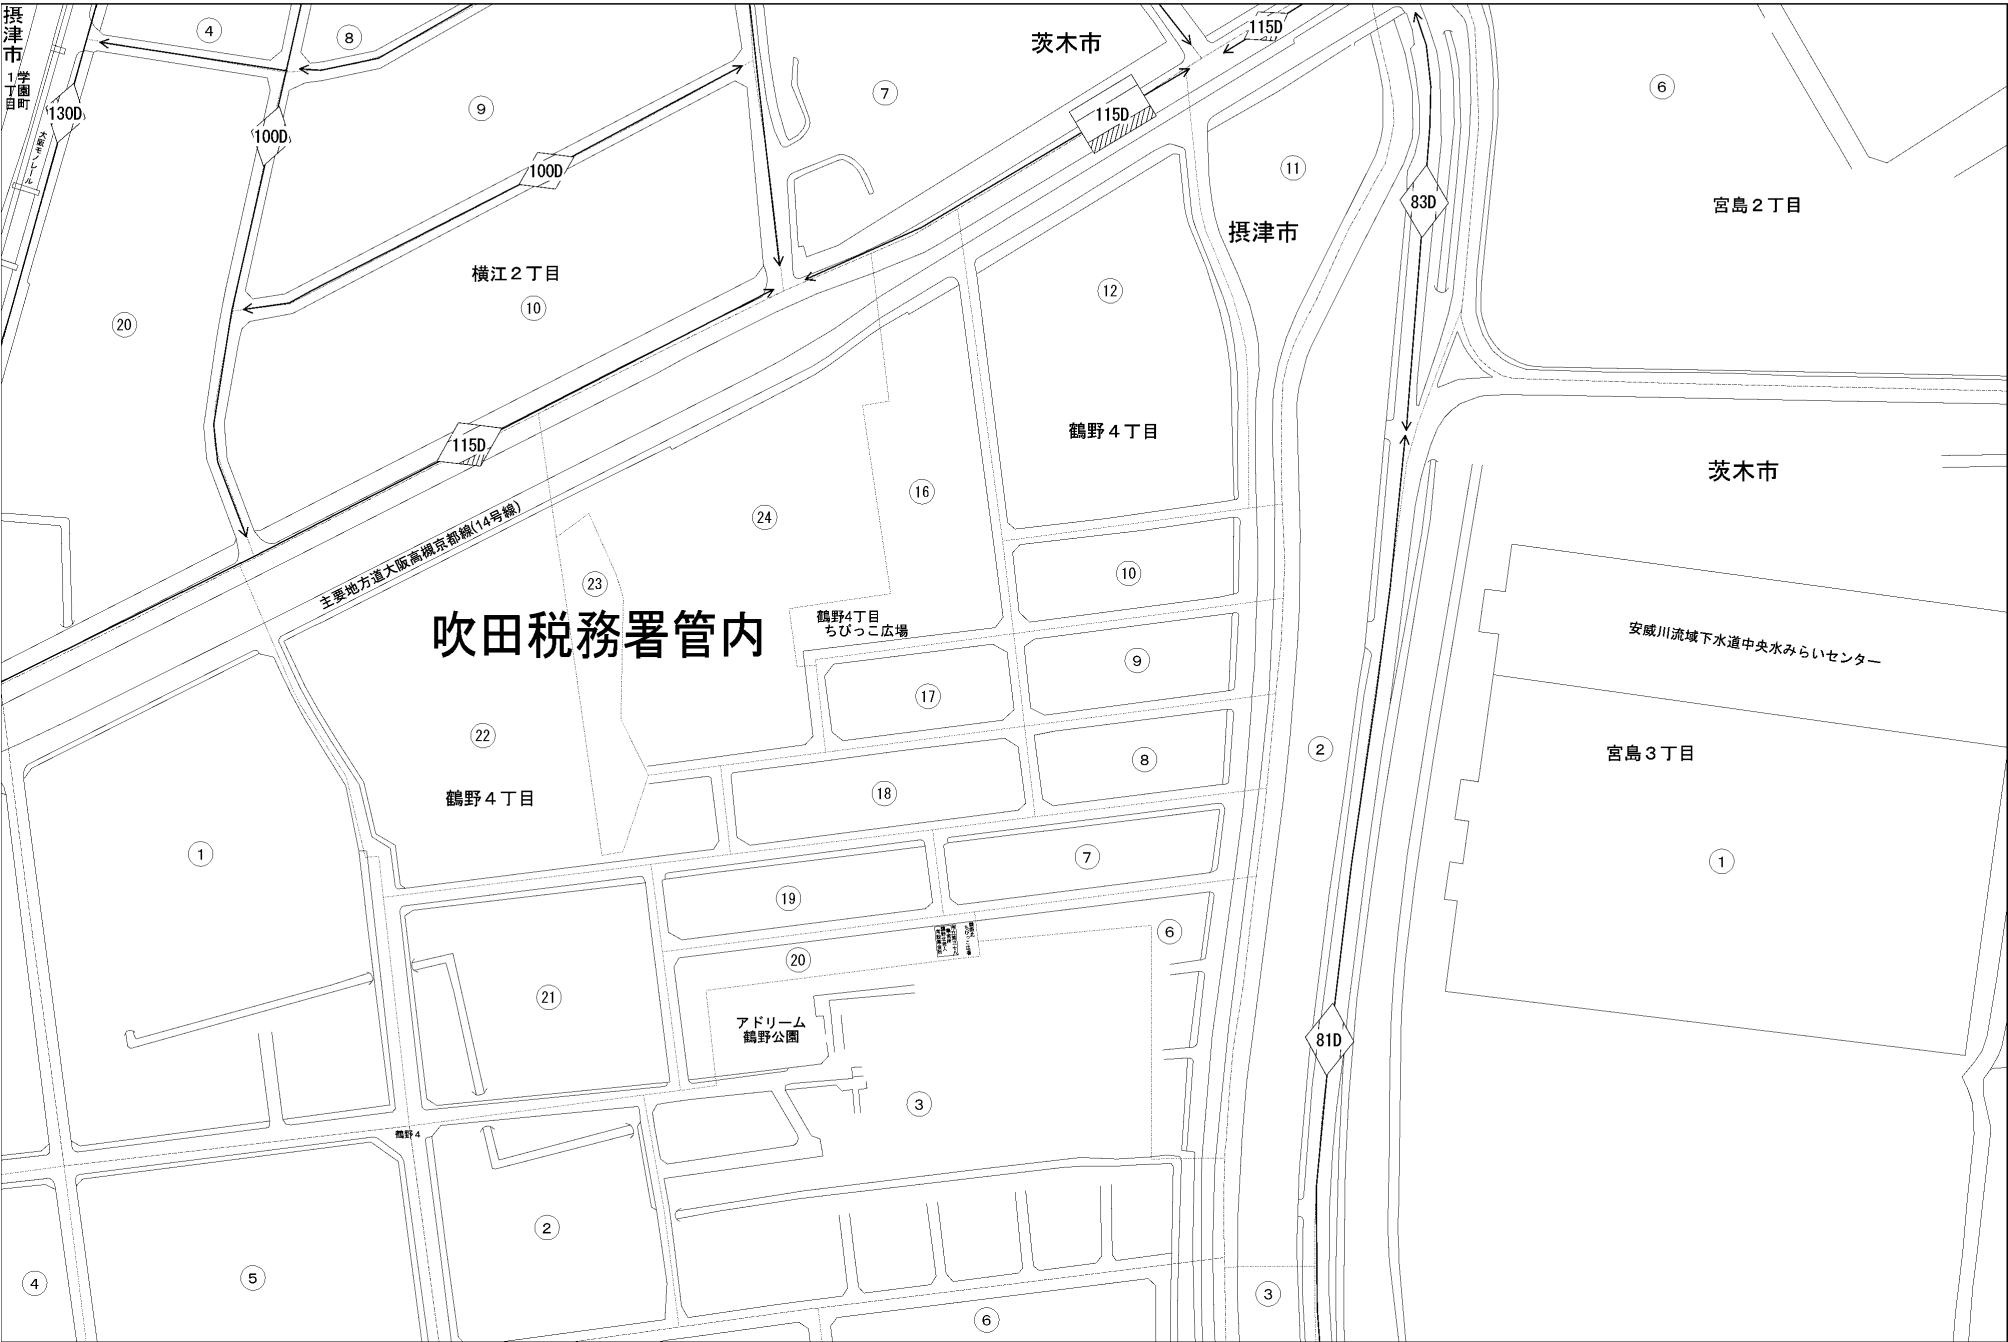 摂津市
学園町
1丁目
④
⑧
茨木市
115D
⑥
130D
100D
⑨
⑦
115D
大阪モノレール
100D
⑪
83D
宮島2丁目
摂津市
横江2丁目
⑩
⑫
⑳
鶴野4丁目
115D
茨木市
⑯
㉔
主要地方道大阪高槻京都線(14号線)
㉓
⑩
吹田税務署管内
鶴野4丁目
ちびっこ広場
安威川流域下水道中央水みらいセンター
⑨
⑰
㉒
②
宮島3丁目
⑧
鶴野4丁目
⑱
①
⑦
①
⑲
⑥
⑳
㉑
アドリーム
鶴野公園
81D
③
鶴野4
②
④
⑤
③
⑥